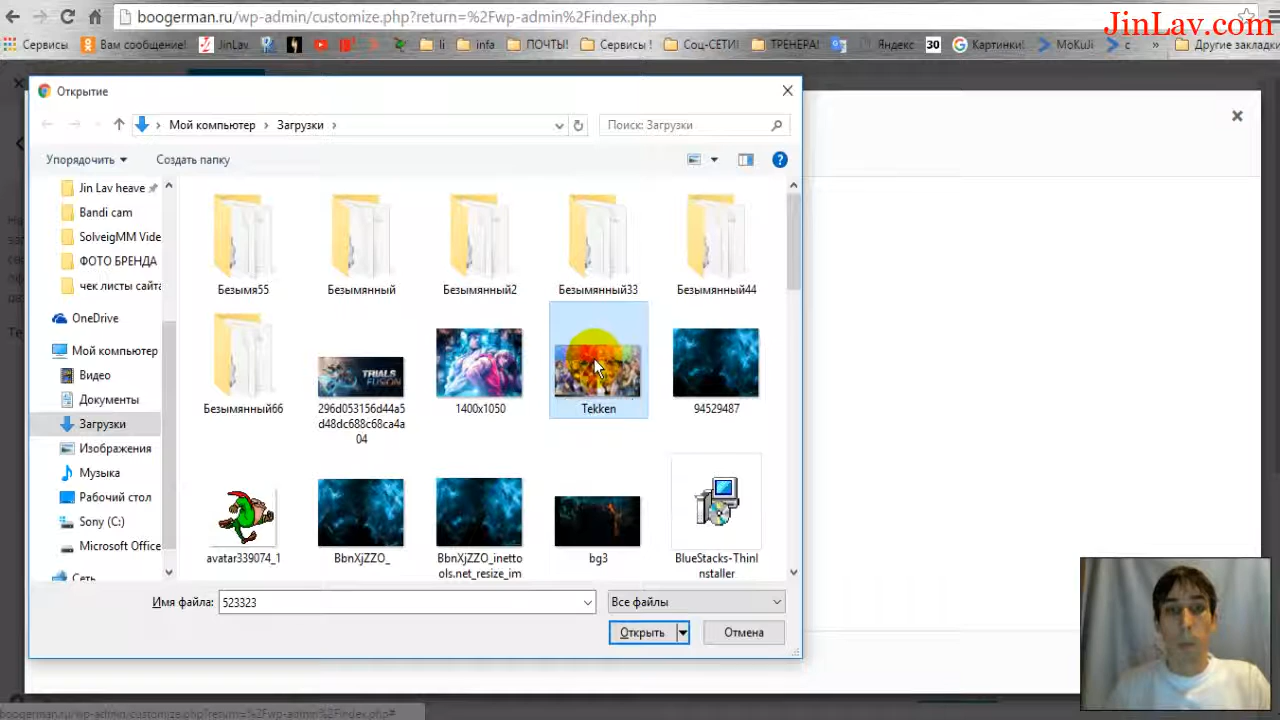 boogerman.ru/wp-admin/customize.php?return=%2Fwp-admin%2Findex.php
JinLav.com
Сервисы
Вам сообщение!
JinLav.
li
infa
ПОЧТЫ!
Сервисы !
Соц-СЕТИ!
ТРЕНЕРА!
Яндекс
30
Картинки!
MoKuJi
с
»
Другие закладки
Открытие
Мой компьютер
Загрузки
Поиск: Загрузки
Упорядочить
Создать папку
Jin Lav heave
Bandi cam
SolveigMM Vide
ФОТО БРЕНДА
чек листы сайта
OneDrive
Мой компьютер
Видео
Документы
Загрузки
Изображения
Музыка
Рабочий стол
Sony (C:)
Microsoft Office
Сеть
Безымя55
Безымянный
Безымянный2
Безымянный33
Безымянный44
TRIALS
FUSION
Безымянный66
296d053156d44a5
d48dc688c68ca4a
04
1400x1050
Tekken
94529487
avatar339074_1
BbnXjZZO_
BbnXjZZO_inetto
ols.net_resize_im
bg3
BlueStacks-ThinI
nstaller
Имя файла:
523323
Все файлы
Открыть
Отмена
boogerman.ru/wp-admin/customize.php?return=%2Fwp-admin%2Findex.php#